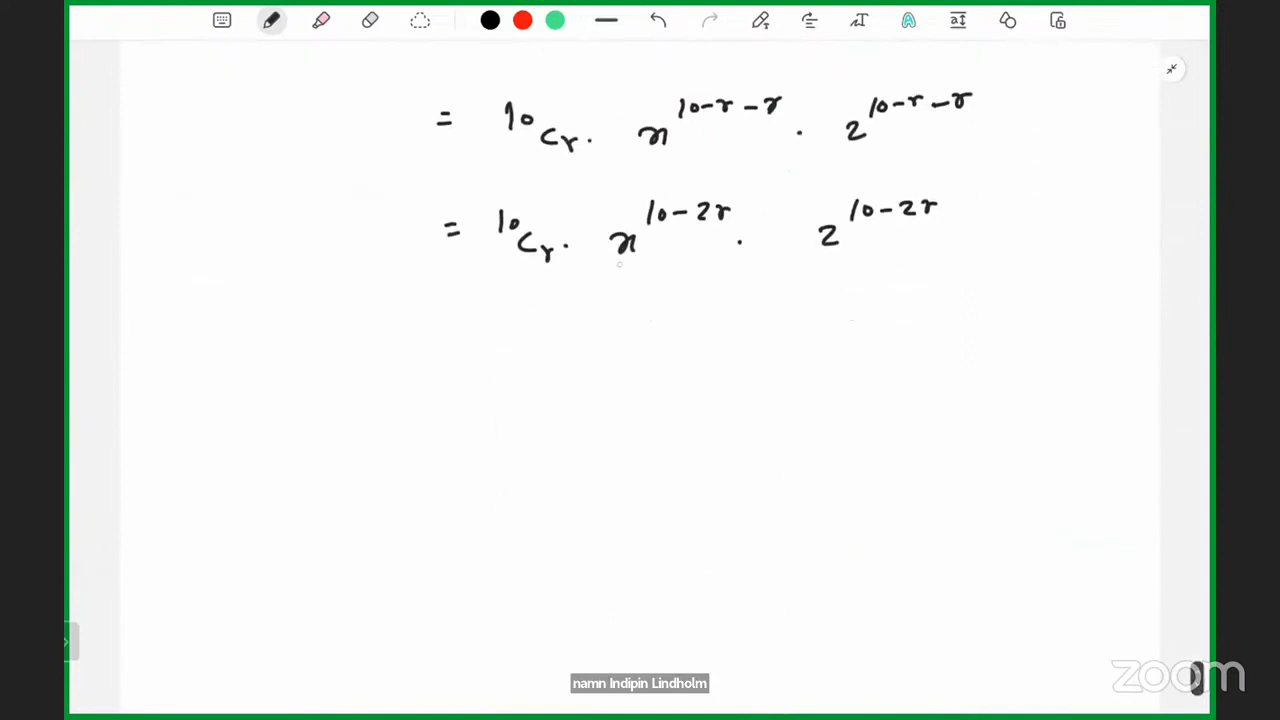 = ¹⁰Cᵣ . x^(10-r-r) . 2^(10-r-r)
= ¹⁰Cᵣ . x^(10-2r) . 2^(10-2r)
namn Indipin Lindholm
zoom